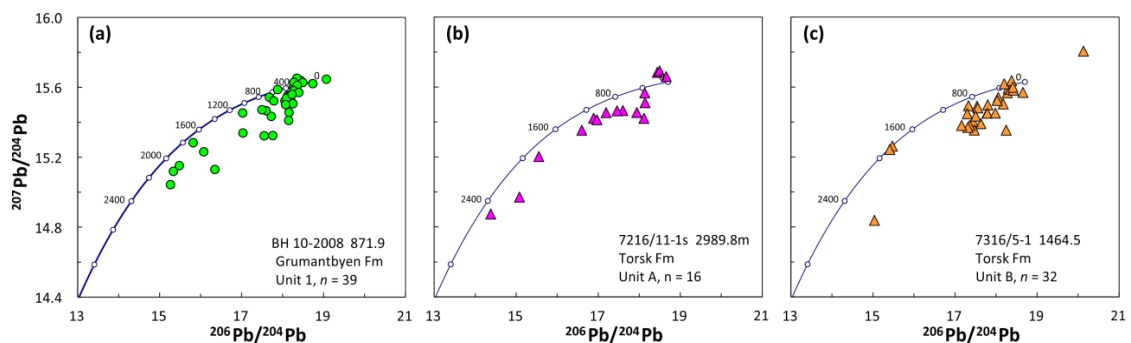 (a)
(b)
(c)
16.0
15.6
15.2
14.8
14.4
207Pb/204Pb
0
400
800
1200
1600
2000
2400
BH 10-2008 871.9
Grumantbyen Fm
Unit 1, n = 39
13 15 17 19 21
206Pb/204Pb
800
1600
2400
7216/11-1s 2989.8m
Torsk Fm
Unit A, n = 16
13 15 17 19 21
206Pb/204Pb
0
800
1600
2400
7316/5-1 1464.5
Torsk Fm
Unit B, n = 32
13 15 17 19 21
206Pb/204Pb